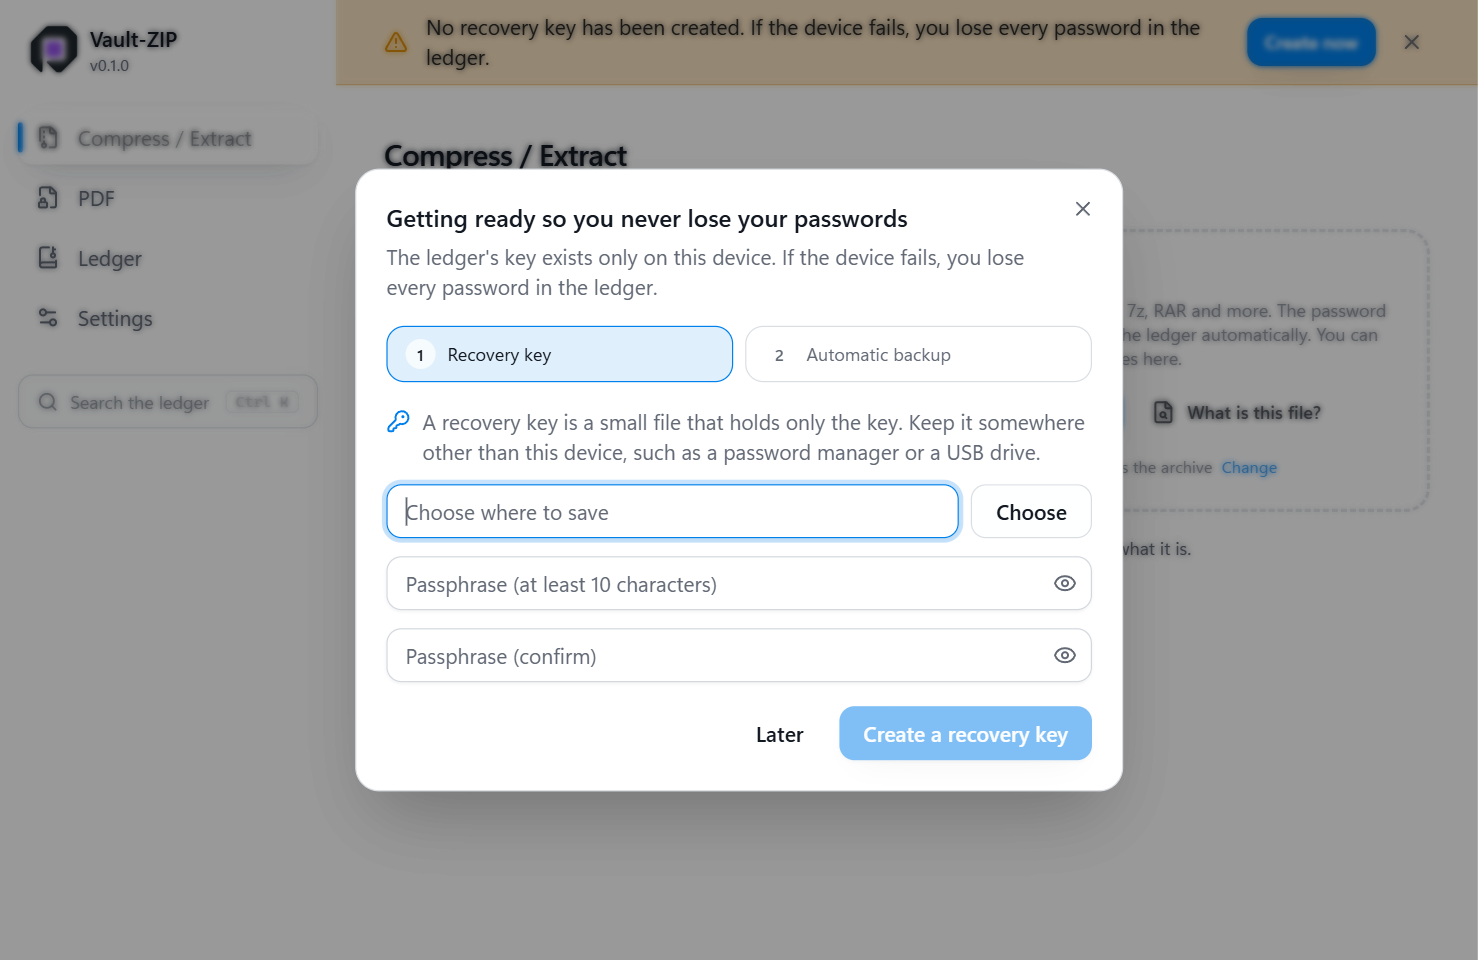 Vault-ZIP
v0.1.0
No recovery key has been created. If the device fails, you lose every password in the
ledger.
Create now
Compress / Extract
PDF
Ledger
Settings
Search the ledger
Ctrl K
Compress / Extract
7z, RAR and more. The password
the ledger automatically. You can
es here.
What is this file?
s the archive Change
what it is.
Getting ready so you never lose your passwords
The ledger's key exists only on this device. If the device fails, you lose
every password in the ledger.
1 Recovery key
2 Automatic backup
A recovery key is a small file that holds only the key. Keep it somewhere
other than this device, such as a password manager or a USB drive.
Choose where to save
Choose
Passphrase (at least 10 characters)
Passphrase (confirm)
Later
Create a recovery key